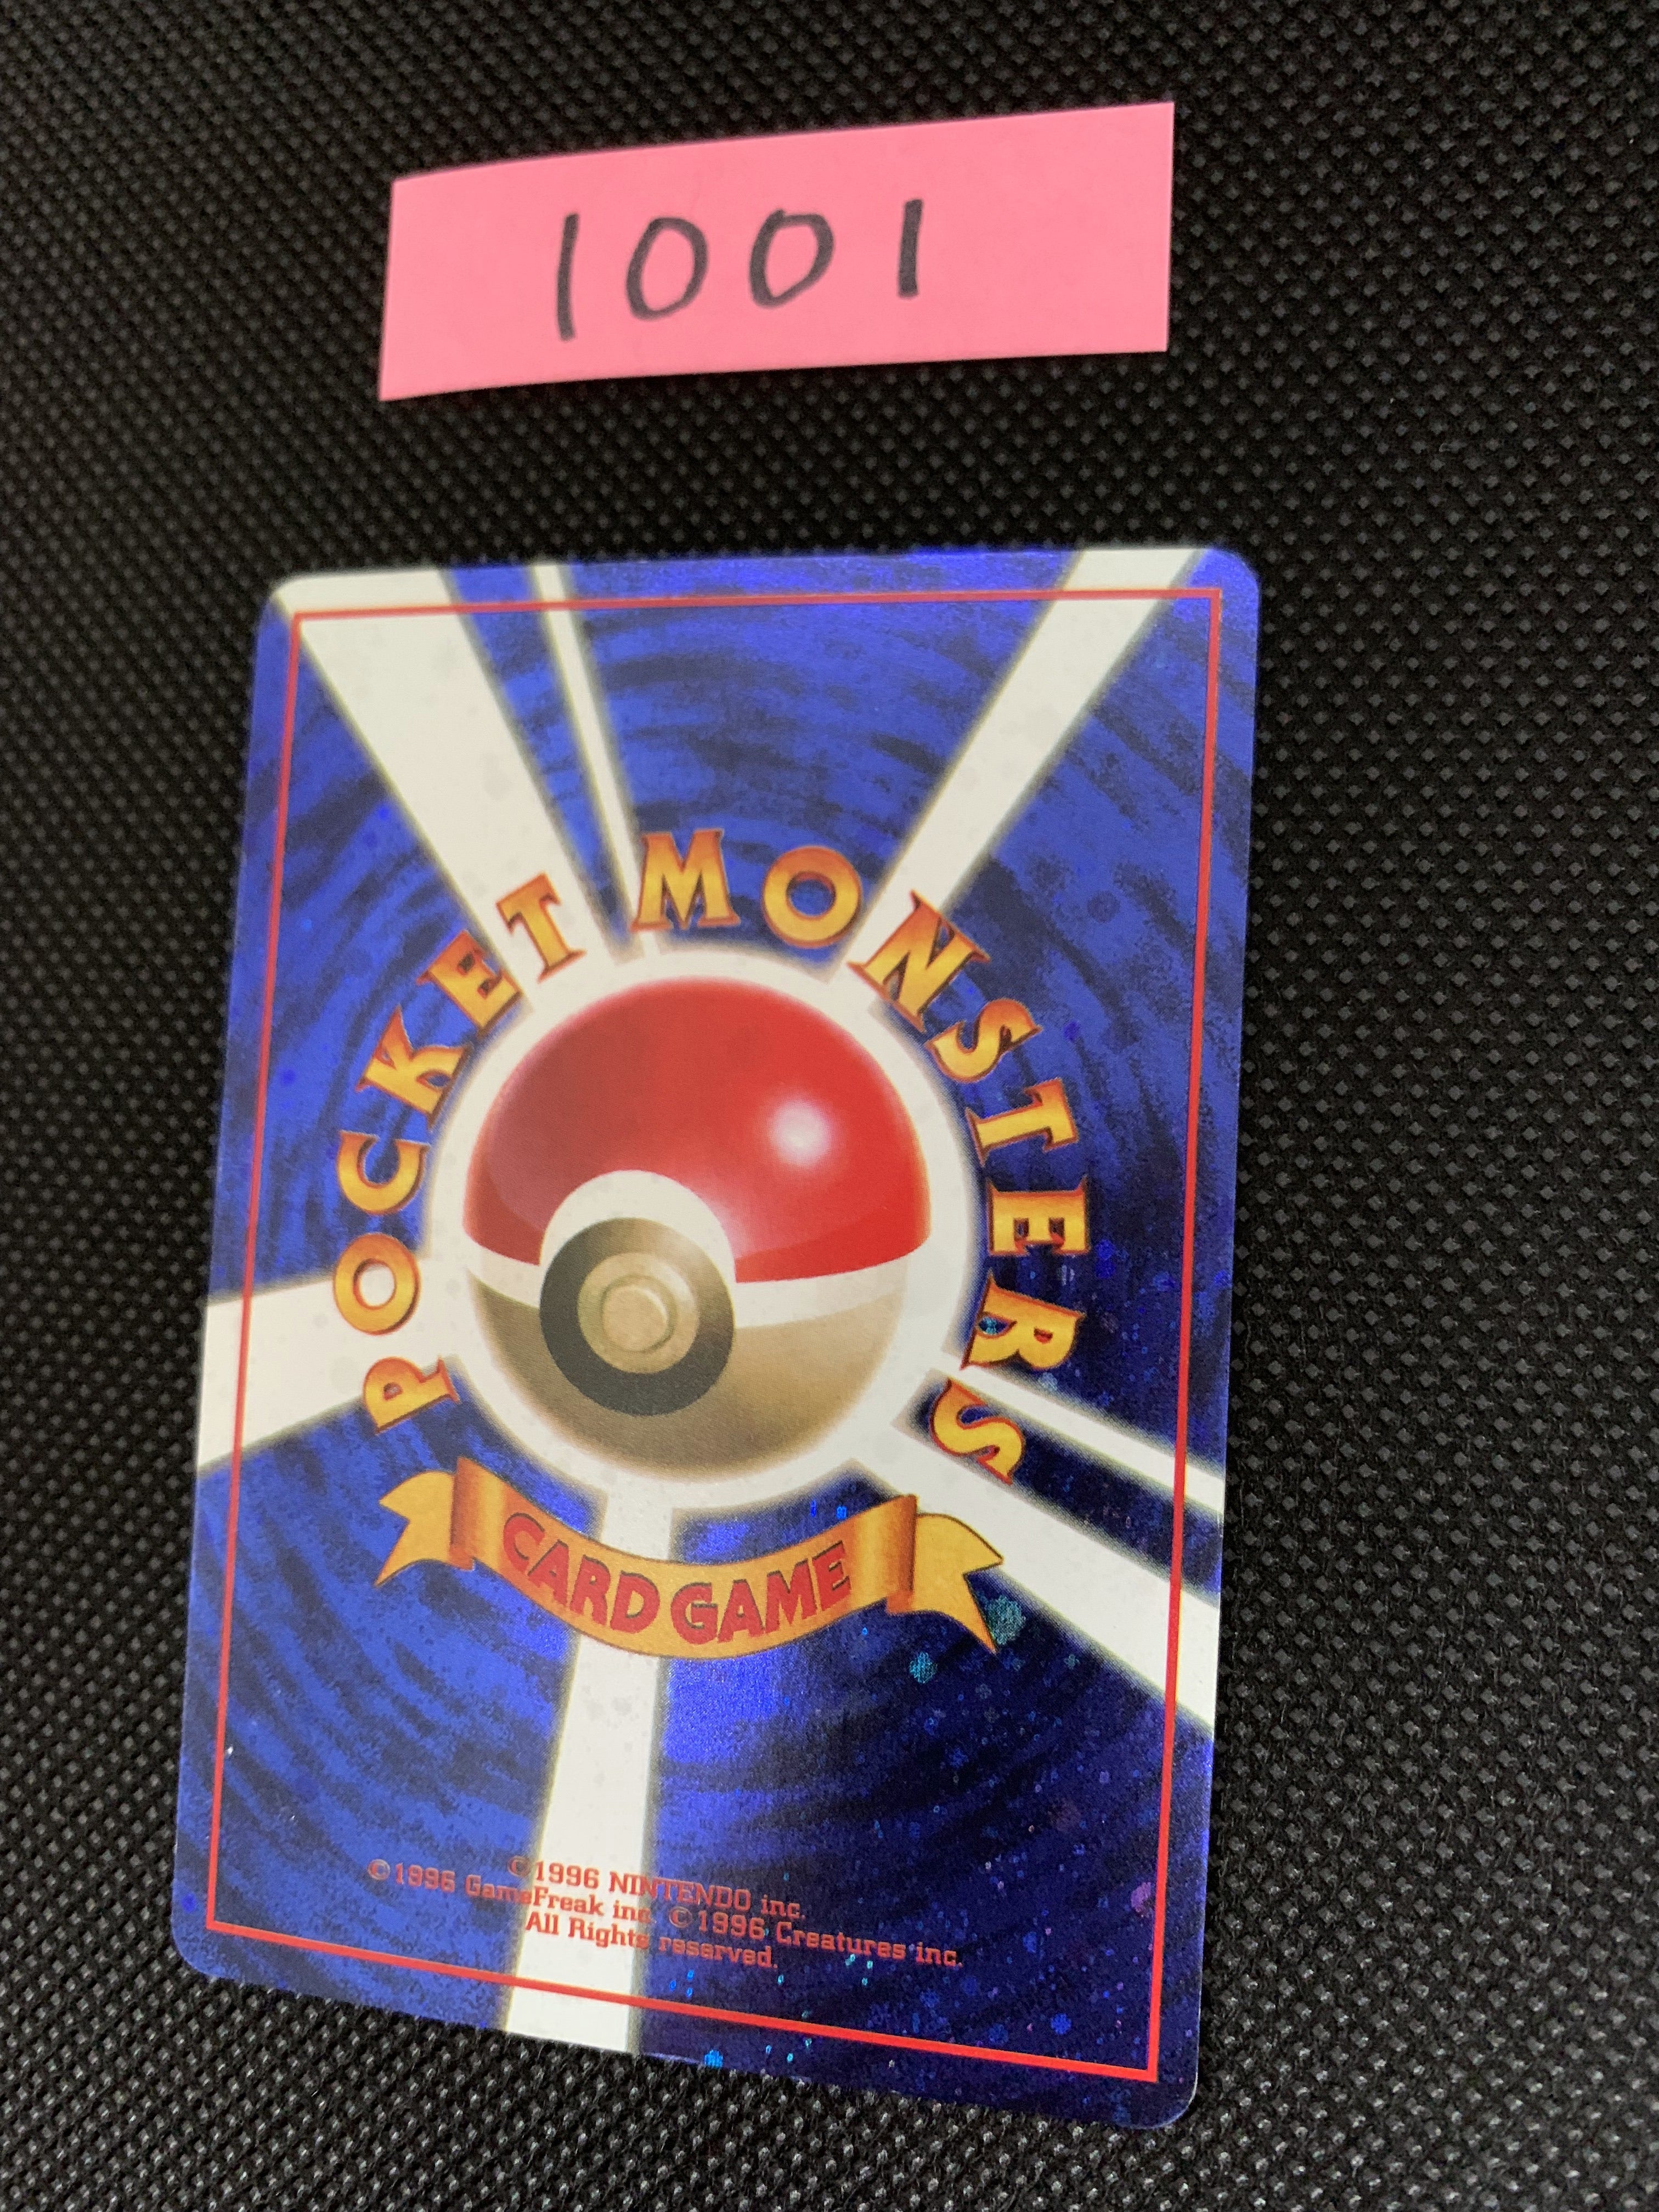 1001
POCKET MONSTERS
CARD GAME
©1996 NINTENDO inc.
©1996 GameFreak inc. ©1996 Creatures inc.
All Rights reserved.